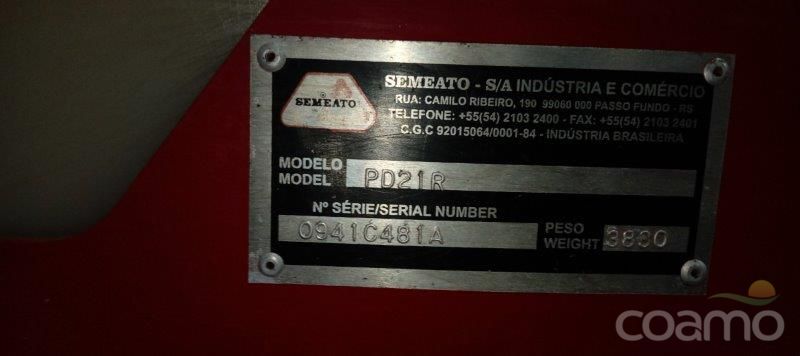 SEMEATO
SEMEATO - S/A INDÚSTRIA E COMÉRCIO
RUA: CAMILO RIBEIRO, 190 99060 000 PASSO FUNDO - RS
TELEFONE: +55(54) 2103 2400 - FAX: +55(54) 2103 2401
C.G.C 92015064/0001-84 - INDÚSTRIA BRASILEIRA
MODELO
MODEL PD21R
Nº SÉRIE/SERIAL NUMBER
0941C481A
PESO
WEIGHT 3830
coamo